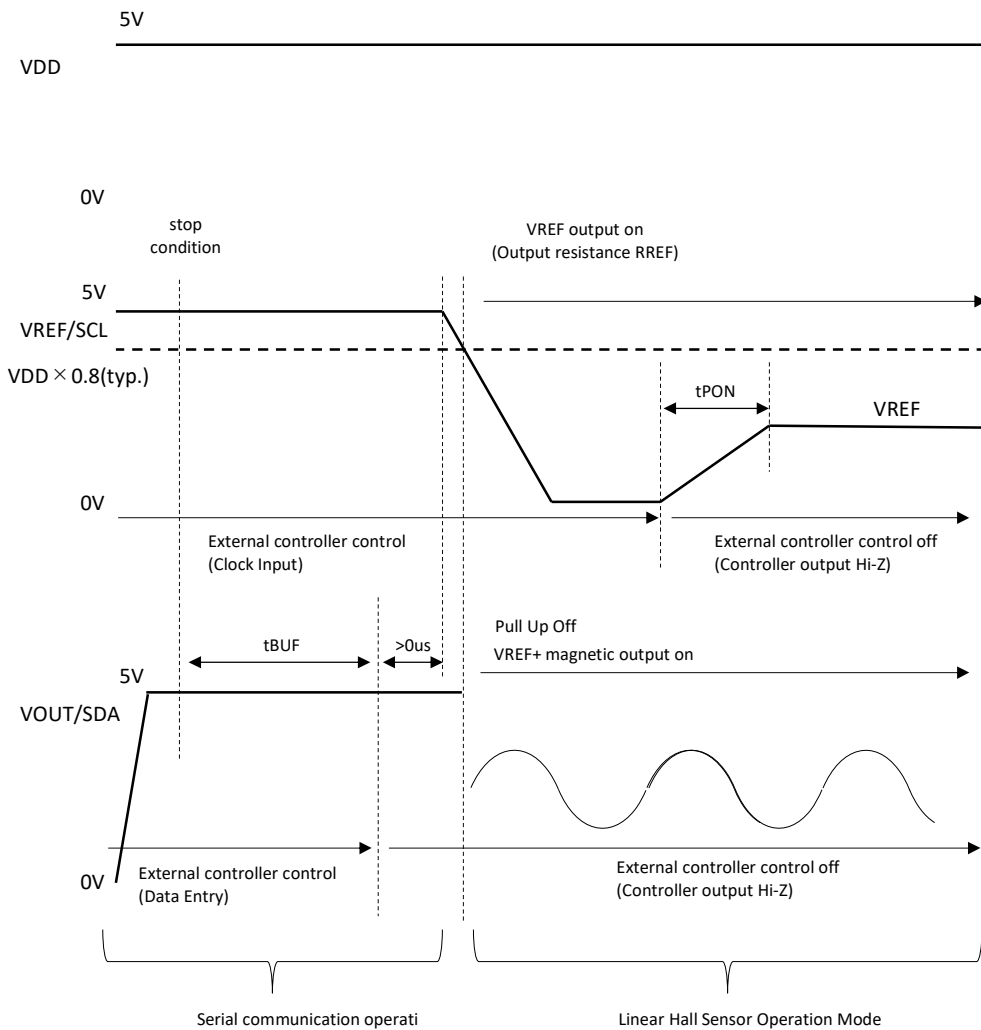 5V
VDD
0V
stop
condition
VREF output on
(Output resistance RREF)
5V
VREF/SCL
VDD×0.8(typ.)
tPON
VREF
0V
External controller control
(Clock Input)
External controller control off
(Controller output Hi-Z)
tBUF
>0us
Pull Up Off
VREF+ magnetic output on
5V
VOUT/SDA
0V
External controller control
(Data Entry)
External controller control off
(Controller output Hi-Z)
Serial communication operati
Linear Hall Sensor Operation Mode